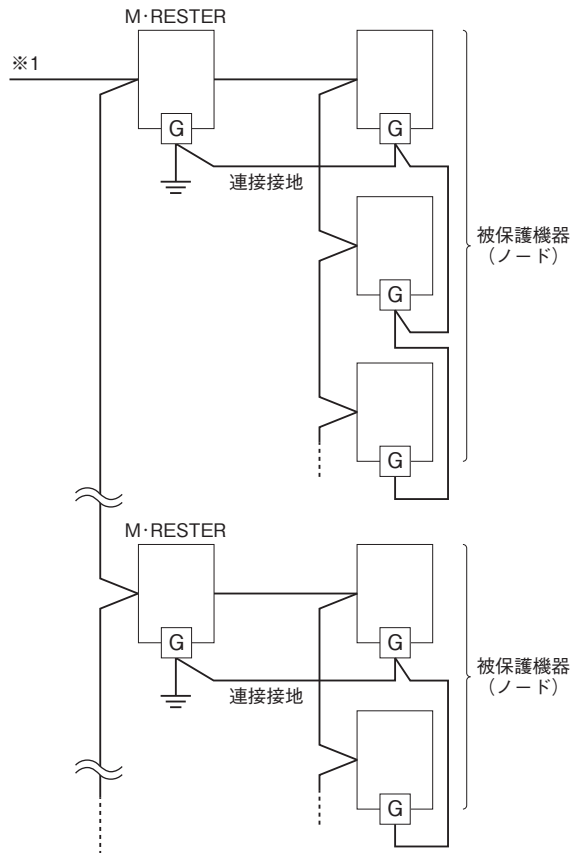 M・RESTER
※1
G
G
連接接地
G
被保護機器
（ノード）
G
M・RESTER
G
G
連接接地
被保護機器
（ノード）
G